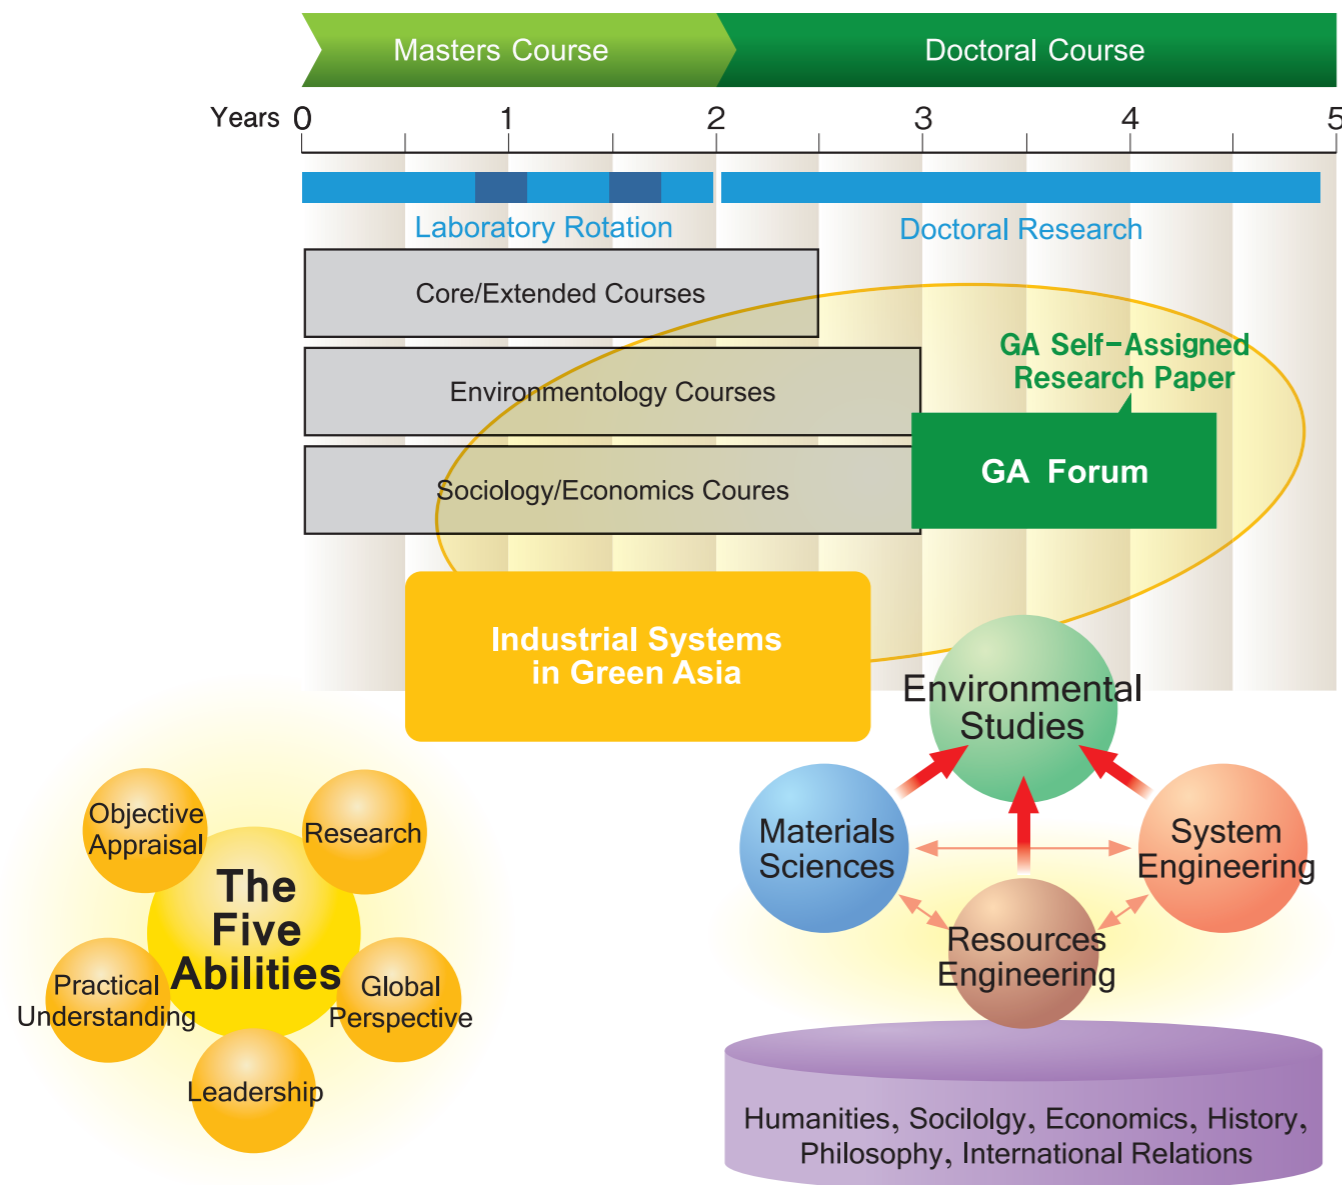 Masters Course
Doctoral Course
Years 0 1 2 3 4 5
Laboratory Rotation
Doctoral Research
Core/Extended Courses
GA Self-Assigned
Research Paper
Environmentology Courses
GA Forum
Sociology/Economics Coures
Industrial Systems
in Green Asia
Environmental
Studies
Materials
Sciences
System
Engineering
Resources
Engineering
Humanities, Socilolgy, Economics, History,
Philosophy, International Relations
Objective
Appraisal
Research
The
Five
Abilities
Practical
Understanding
Global
Perspective
Leadership